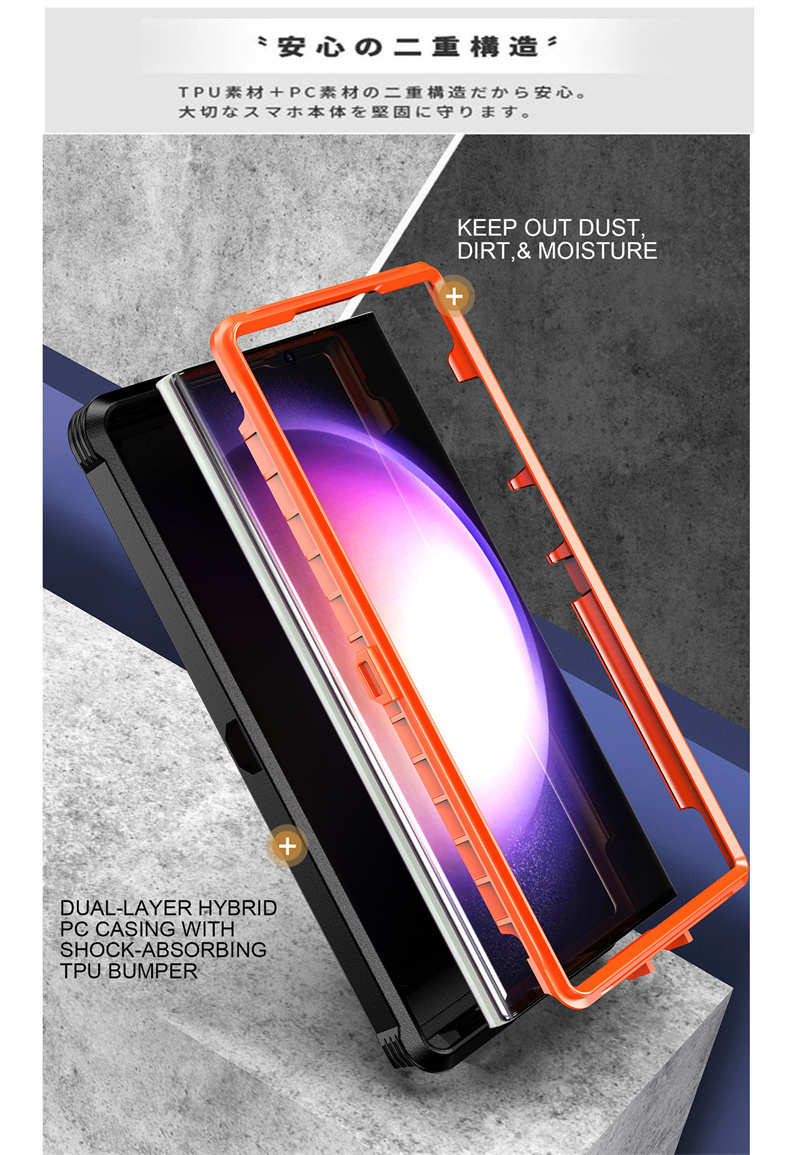 〝安心の二重構造〞
TPU素材＋PC素材の二重構造だから安心。
大切なスマホ本体を堅固に守ります。
KEEP OUT DUST,
DIRT,& MOISTURE
DUAL-LAYER HYBRID
PC CASING WITH
SHOCK-ABSORBING
TPU BUMPER